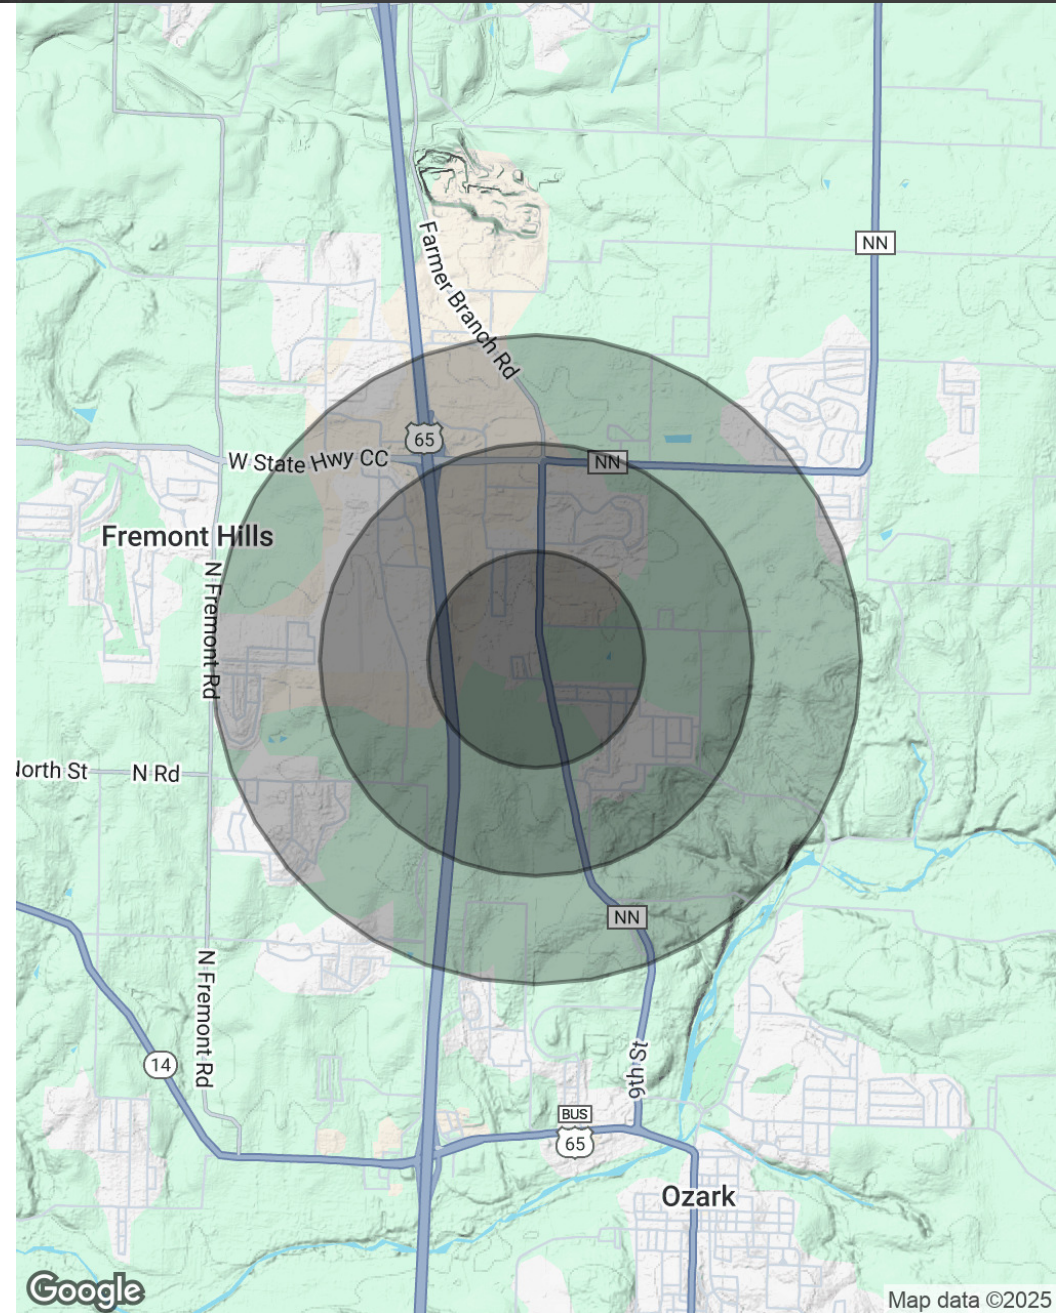 NN
Farmer Branch Rd
65
W State Hwy CC
NN
Fremont Hills
N Fremont Rd
North St
N Rd
NN
N Fremont Rd
9th St
14
BUS
65
Ozark
Google
Map data ©2025